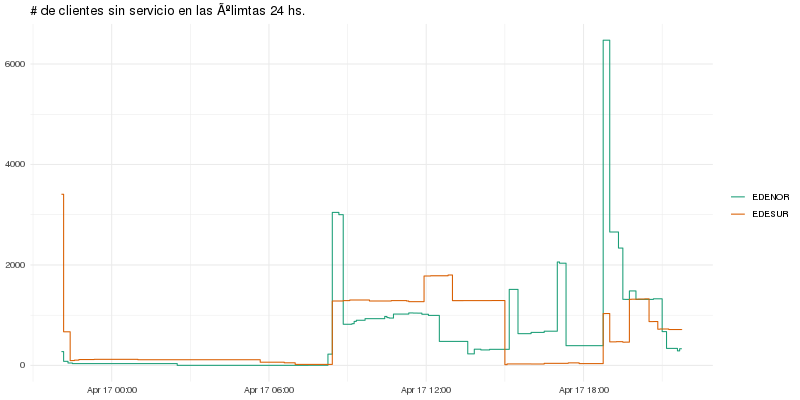 # de clientes sin servicio en las Ãºlimtas 24 hs.
6000
4000
2000
0
Apr 17 00:00
Apr 17 06:00
Apr 17 12:00
Apr 17 18:00
EDENOR
EDESUR